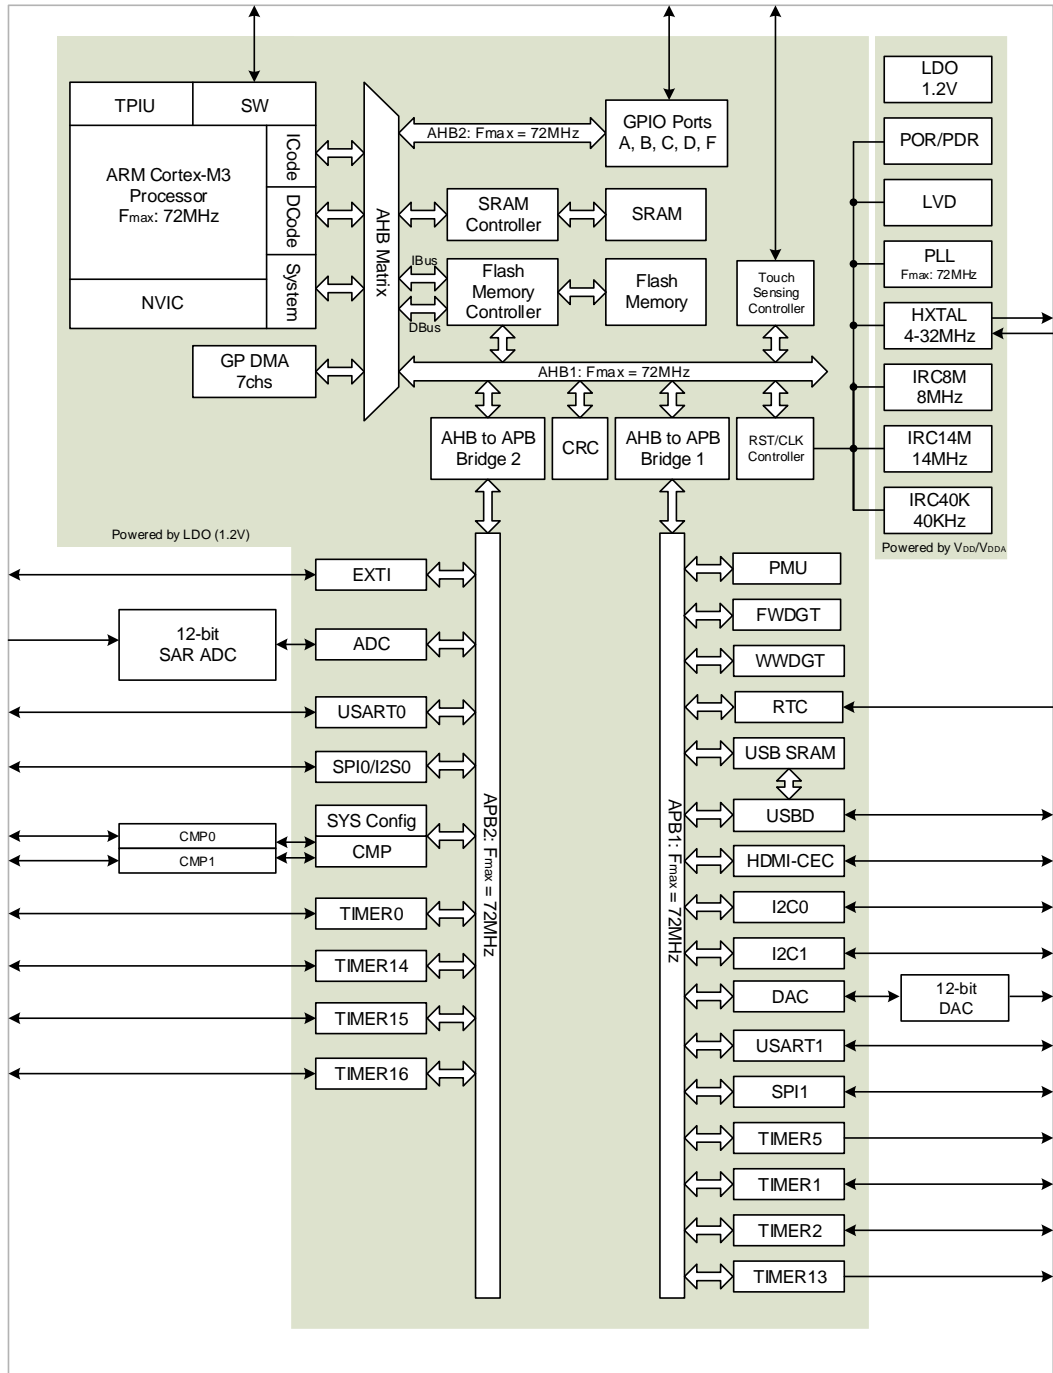 TPIU
SW
ICode
ARM Cortex-M3
Processor
Fmax: 72MHz
DCode
System
NVIC
GP DMA
7chs
AHB Matrix
AHB2: Fmax = 72MHz
GPIO Ports
A, B, C, D, F
SRAM
Controller
SRAM
IBus
DBus
Flash
Memory
Controller
Flash
Memory
Touch
Sensing
Controller
AHB1: Fmax = 72MHz
AHB to APB
Bridge 2
CRC
AHB to APB
Bridge 1
RST/CLK
Controller
LDO
1.2V
POR/PDR
LVD
PLL
Fmax: 72MHz
HXTAL
4-32MHz
IRC8M
8MHz
IRC14M
14MHz
IRC40K
40KHz
Powered by VDD/VDDA
Powered by LDO (1.2V)
EXTI
12-bit
SAR ADC
ADC
USART0
SPI0/I2S0
SYS Config
CMP
CMP0
CMP1
TIMER0
TIMER14
TIMER15
TIMER16
APB2: Fmax = 72MHz
APB1: Fmax = 72MHz
PMU
FWDGT
WWDGT
RTC
USB SRAM
USBD
HDMI-CEC
I2C0
I2C1
DAC
12-bit
DAC
USART1
SPI1
TIMER5
TIMER1
TIMER2
TIMER13